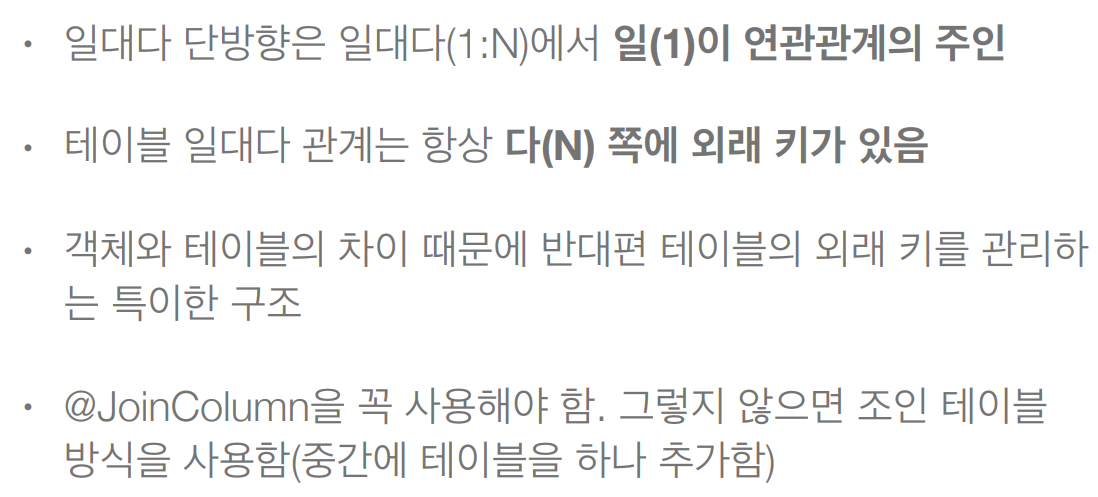 • 일대다 단방향은 일대다(1:N)에서 일(1)이 연관관계의 주인
• 테이블 일대다 관계는 항상 다(N) 쪽에 외래 키가 있음
• 객체와 테이블의 차이 때문에 반대편 테이블의 외래 키를 관리하
는 특이한 구조
• @JoinColumn을 꼭 사용해야 함. 그렇지 않으면 조인 테이블
방식을 사용함(중간에 테이블을 하나 추가함)